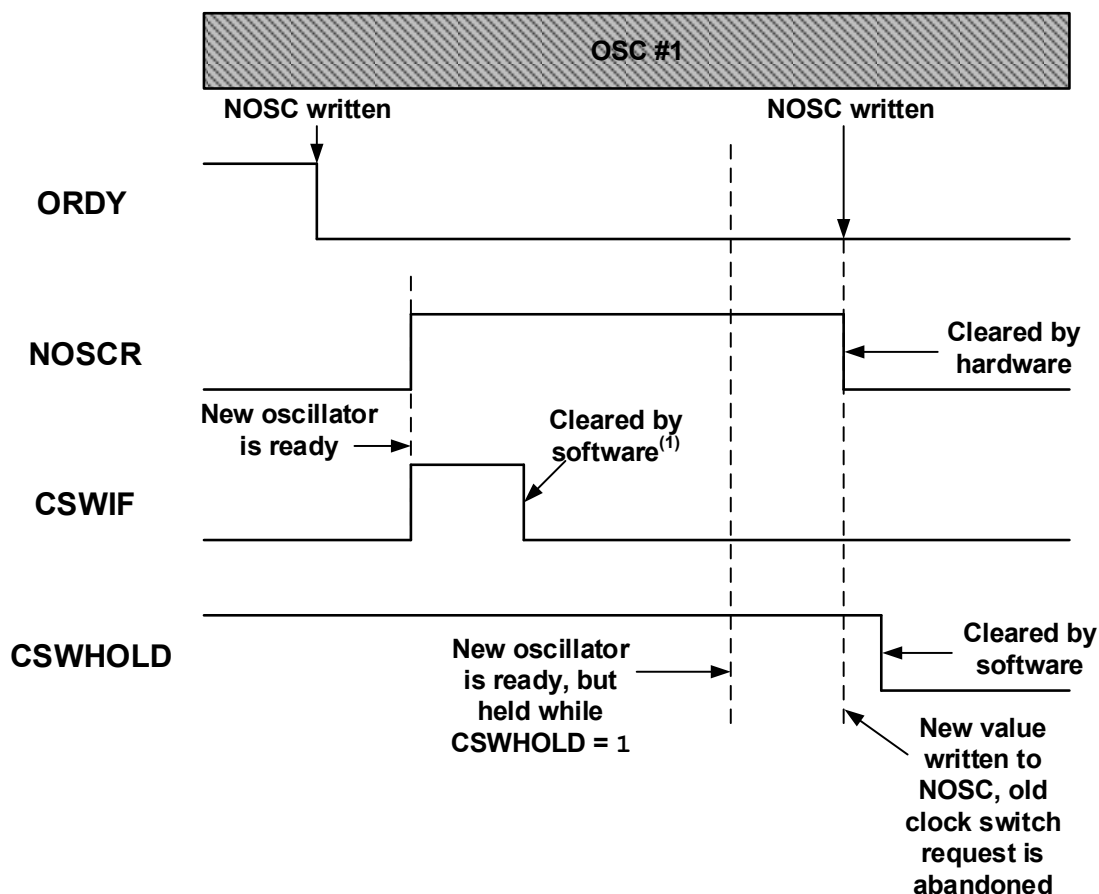 OSC #1
NOSC written
NOSC written
ORDY
NOSCR
Cleared by
hardware
New oscillator
is ready
Cleared by
software(1)
CSWIF
CSWHOLD
New oscillator
is ready, but
held while
CSWHOLD = 1
Cleared by
software
New value
written to
NOSC, old
clock switch
request is
abandoned